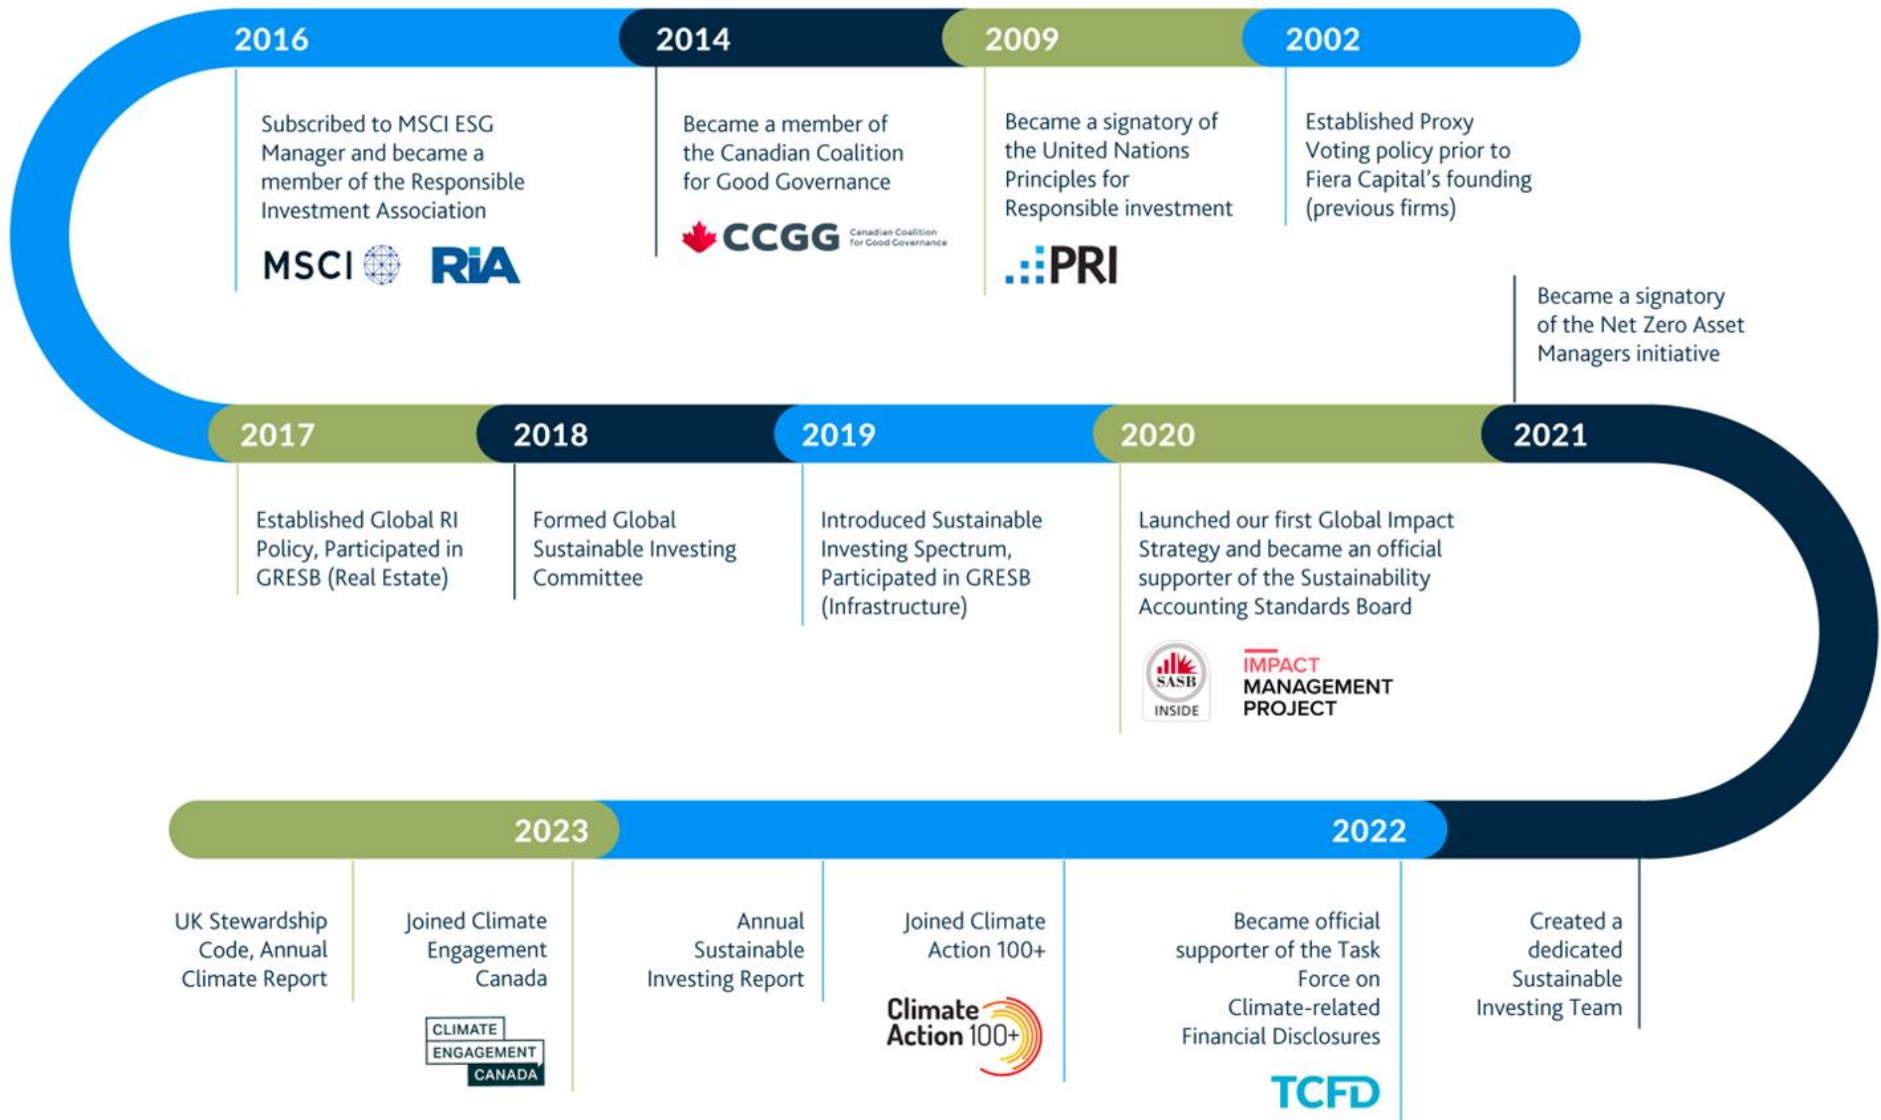 2016
Subscribed to MSCI ESG
Manager and became a
member of the Responsible
Investment Association
MSCI
RiA
2014
Became a member of
the Canadian Coalition
for Good Governance
CCGG
Canadian Coalition
for Good Governance
2009
Became a signatory of
the United Nations
Principles for
Responsible investment
PRI
2002
Established Proxy
Voting policy prior to
Fiera Capital's founding
(previous firms)
2017
Established Global RI
Policy, Participated in
GRESB (Real Estate)
2018
Formed Global
Sustainable Investing
Committee
2019
Introduced Sustainable
Investing Spectrum,
Participated in GRESB
(Infrastructure)
2020
Launched our first Global Impact
Strategy and became an official
supporter of the Sustainability
Accounting Standards Board
SASB
INSIDE
IMPACT
MANAGEMENT
PROJECT
2021
Became a signatory
of the Net Zero Asset
Managers initiative
2023
UK Stewardship
Code, Annual
Climate Report
Joined Climate
Engagement
Canada
CLIMATE
ENGAGEMENT
CANADA
2022
Annual
Sustainable
Investing Report
Joined Climate
Action 100+
Climate
Action 100+
Became official
supporter of the Task
Force on
Climate-related
Financial Disclosures
TCFD
Created a
dedicated
Sustainable
Investing Team